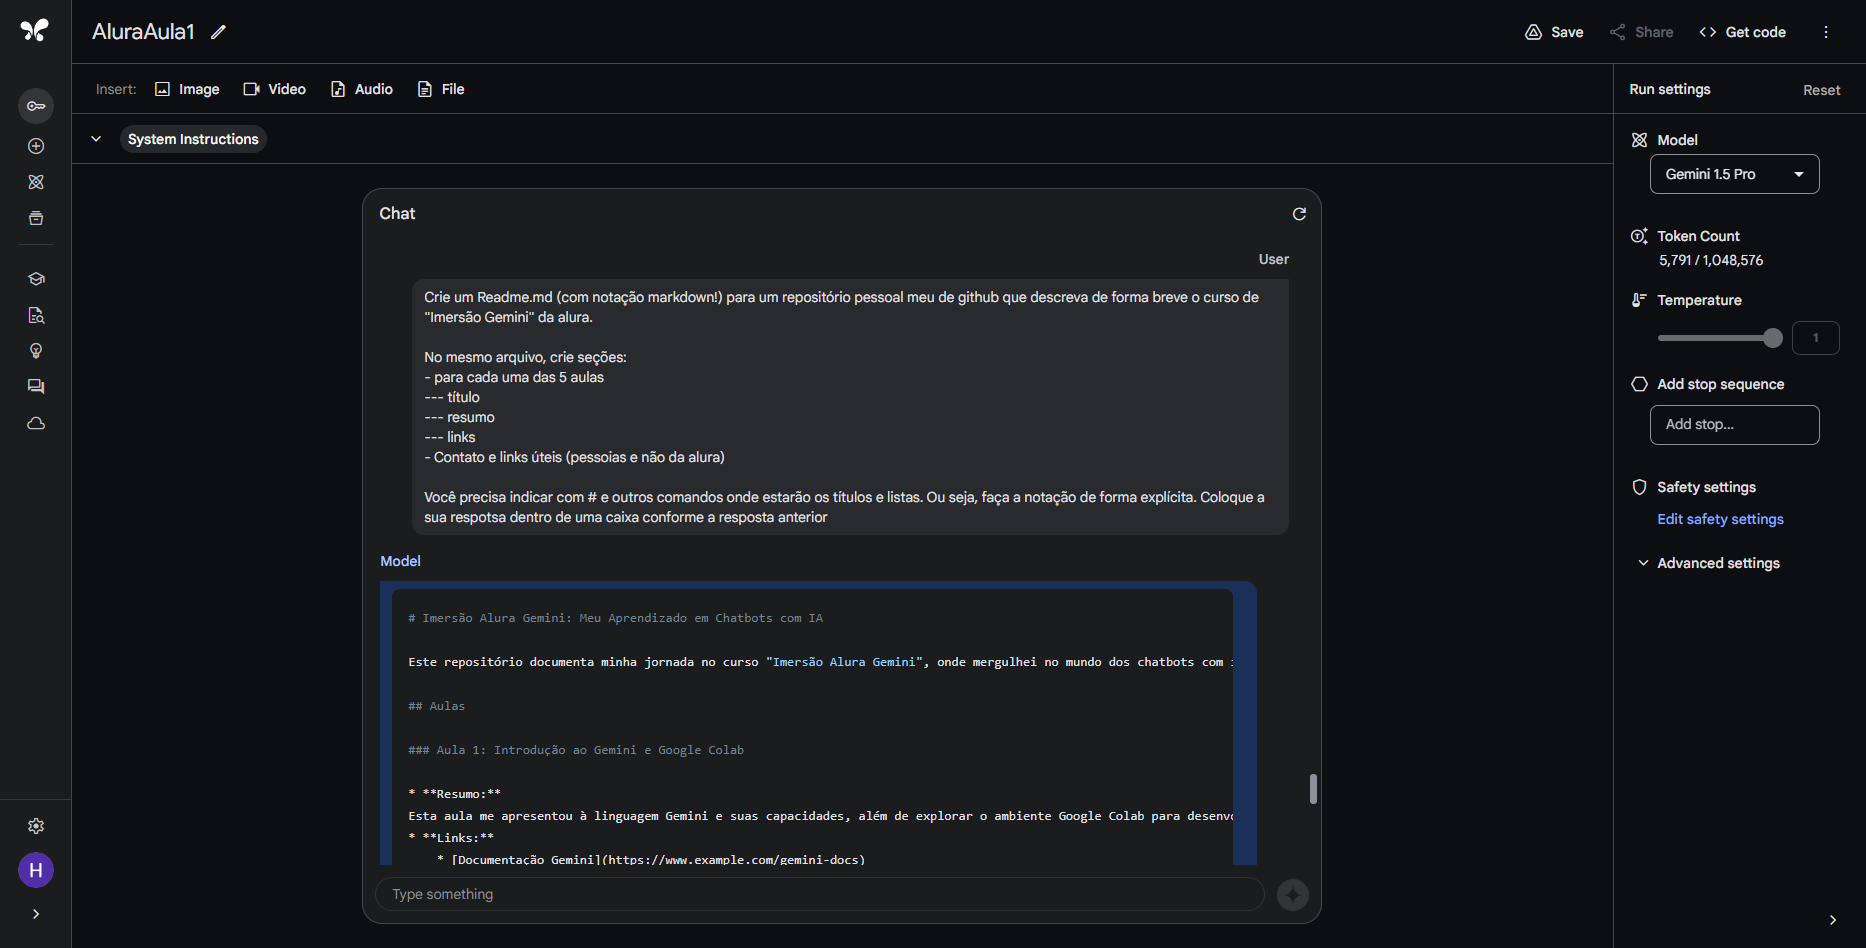 AluraAula1
Save
Share
Get code
Insert:
Image
Video
Audio
File
Run settings
Reset
System Instructions
Model
Gemini 1.5 Pro
Token Count
5,791 / 1,048,576
Temperature
1
Add stop sequence
Add stop...
Safety settings
Edit safety settings
Advanced settings
Chat
User
Crie um Readme.md (com notação markdown!) para um repositório pessoal meu de github que descreva de forma breve o curso de
"Imersão Gemini" da alura.
No mesmo arquivo, crie seções:
- para cada uma das 5 aulas
--- título
--- resumo
--- links
- Contato e links úteis (pessoias e não da alura)
Você precisa indicar com # e outros comandos onde estarão os títulos e listas. Ou seja, faça a notação de forma explícita. Coloque a
sua respotsa dentro de uma caixa conforme a resposta anterior
Model
# Imersão Alura Gemini: Meu Aprendizado em Chatbots com IA
Este repositório documenta minha jornada no curso "Imersão Alura Gemini", onde mergulhei no mundo dos chatbots com
## Aulas
### Aula 1: Introdução ao Gemini e Google Colab
* **Resumo:**
Esta aula me apresentou à linguagem Gemini e suas capacidades, além de explorar o ambiente Google Colab para desenv
* **Links:**
* [Documentação Gemini](https://www.example.com/gemini-docs)
Type something
H